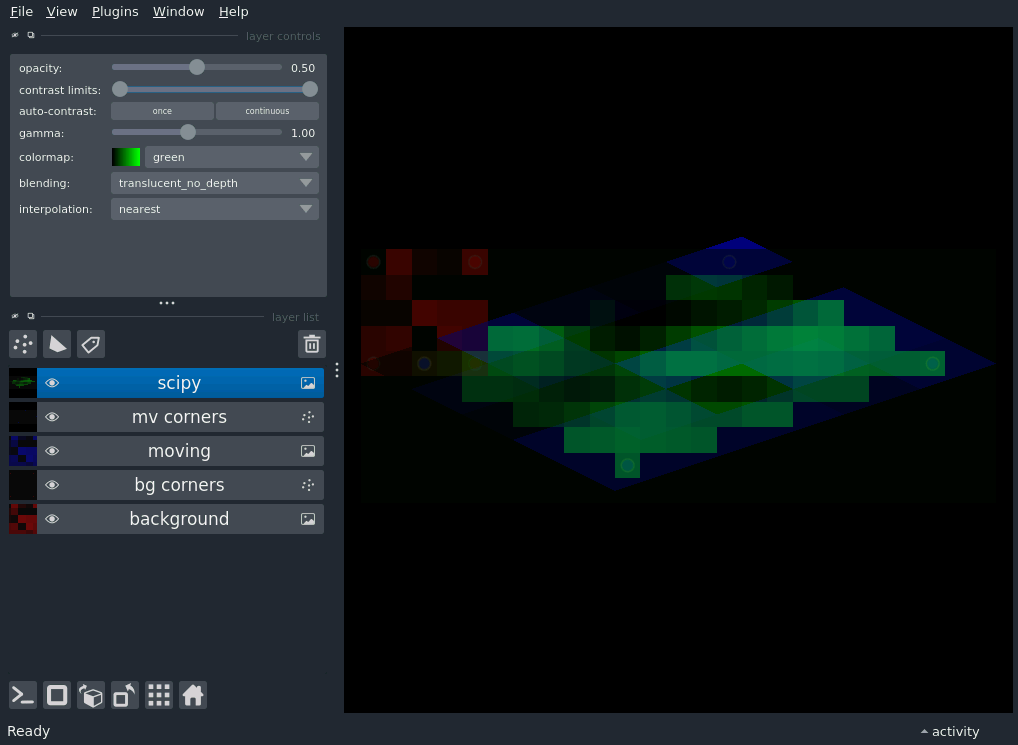 File View Plugins Window Help
layer controls
opacity: 0.50
contrast limits:
auto-contrast: once continuous
gamma: 1.00
colormap: green
blending: translucent_no_depth
interpolation: nearest
layer list
scipy
mv corners
moving
bg corners
background
Ready
activity